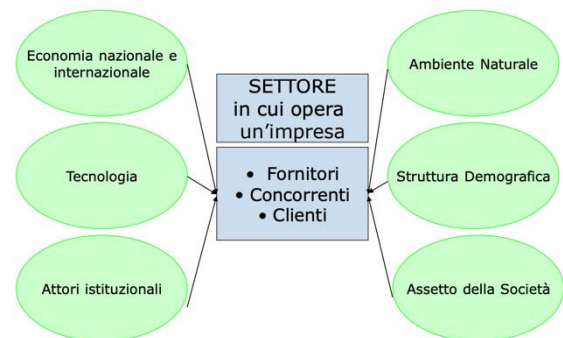 Economia nazionale e
internazionale
Tecnologia
Attori istituzionali
SETTORE
in cui opera
un'impresa
• Fornitori
• Concorrenti
• Clienti
Ambiente Naturale
Struttura Demografica
Assetto della Società